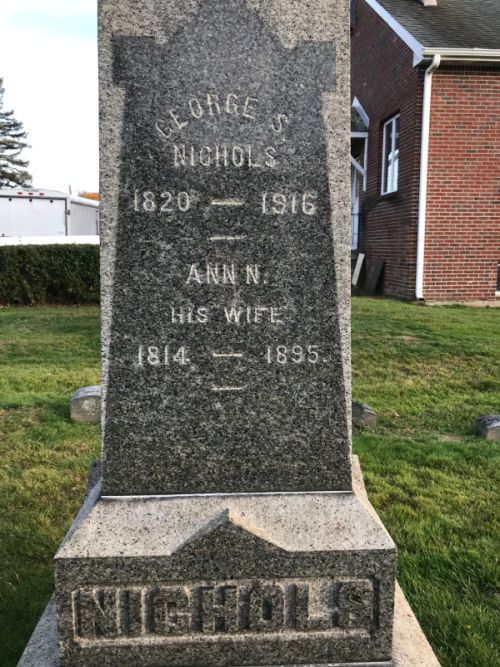 GEORGE S.
NICHOLS
1820 — 1916
ANN N.
HIS WIFE
1814 — 1895.
NICHOLS